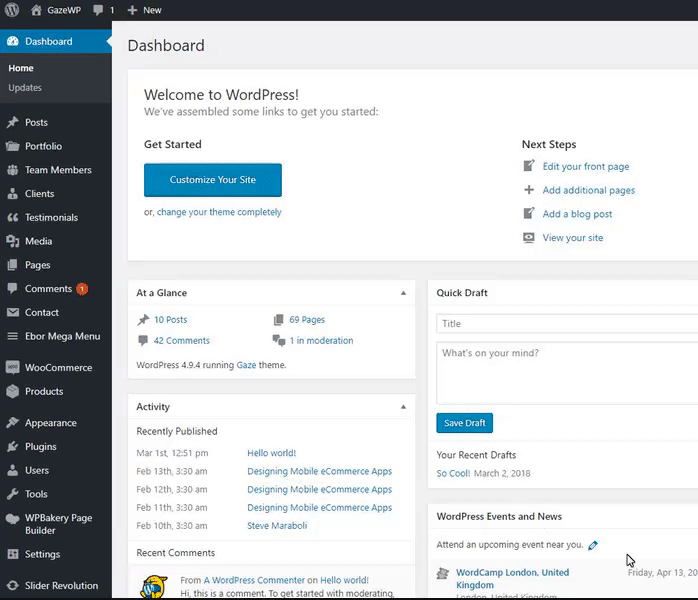 GazeWP 1 New
Dashboard
Home
Updates
Posts
Portfolio
Team Members
Clients
Testimonials
Media
Pages
Comments 1
Contact
Ebor Mega Menu
WooCommerce
Products
Appearance
Plugins
Users
Tools
WPBakery Page
Builder
Settings
Slider Revolution
Dashboard
Welcome to WordPress!
We've assembled some links to get you started:
Get Started
Customize Your Site
or, change your theme completely
Next Steps
Edit your front page
Add additional pages
Add a blog post
View your site
At a Glance
10 Posts 69 Pages
42 Comments 1 in moderation
WordPress 4.9.4 running Gaze theme.
Activity
Recently Published
Mar 1st, 12:51 pm Hello world!
Feb 13th, 3:30 am Designing Mobile eCommerce Apps
Feb 12th, 3:30 am Designing Mobile eCommerce Apps
Feb 11th, 3:30 am Designing Mobile eCommerce Apps
Feb 10th, 3:30 am Steve Maraboli
Recent Comments
From A WordPress Commenter on Hello world!
Hi, this is a comment. To get started with moderating,
Quick Draft
Title
What's on your mind?
Save Draft
Your Recent Drafts
So Cool! March 2, 2018
WordPress Events and News
Attend an upcoming event near you.
WordCamp London, United Friday, Apr 13, 20
Kingdom
London, United Kingdom